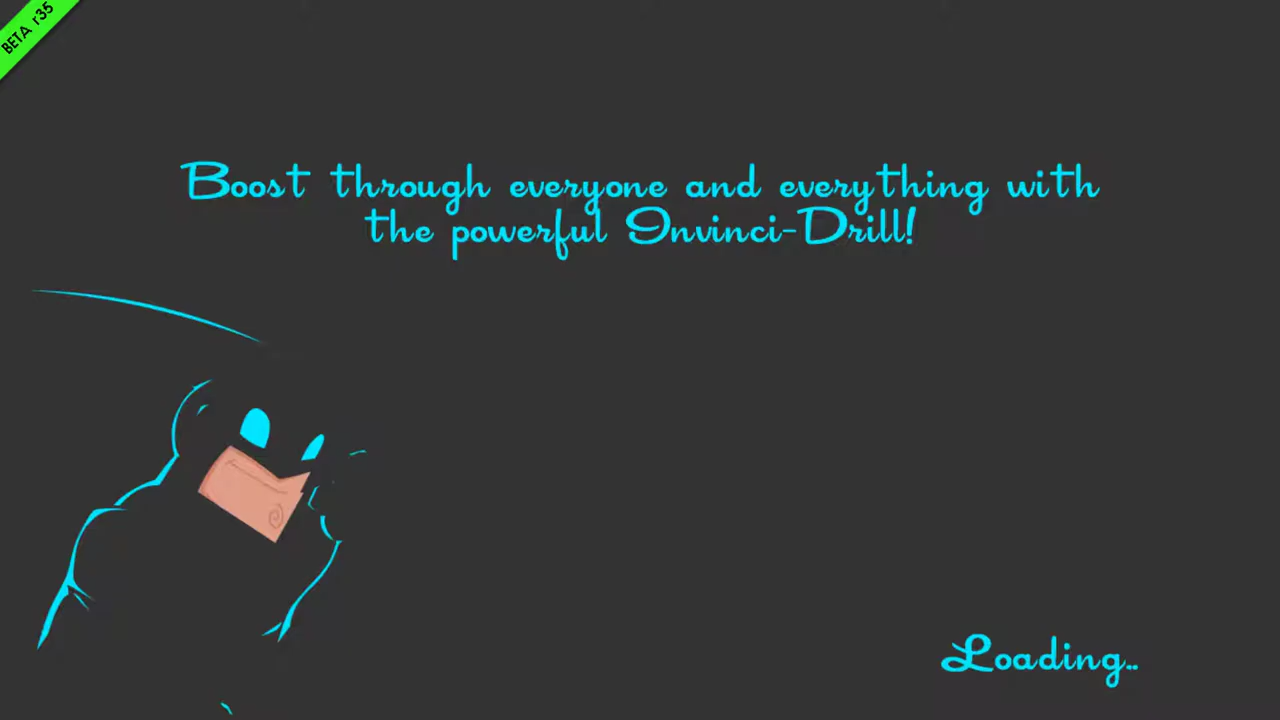 BETA r35
Boost through everyone and everything with
the powerful Invinci-Drill!
Loading..